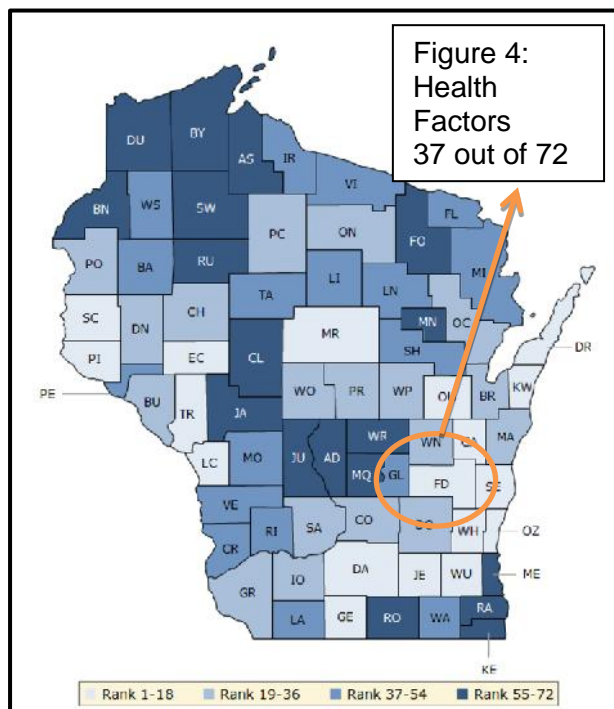 Figure 4:
Health
Factors
37 out of 72
BY
DU
AS
IR
VI
FL
BN
WS
SW
PC
ON
FO
MI
PO
BA
RU
LI
LN
TA
OC
SC
DN
CH
MN
MR
SH
DR
PI
EC
CL
PE
BU
TR
WO
PR
WP
OU
BR
KW
JA
WN
MA
LC
MO
JU
AD
WR
MQ
GL
FD
SE
VE
RI
SA
CO
WH
OZ
CR
GR
IO
DA
JE
WU
ME
LA
GE
RO
WA
RA
KE
Rank 1-18 Rank 19-36 Rank 37-54 Rank 55-72